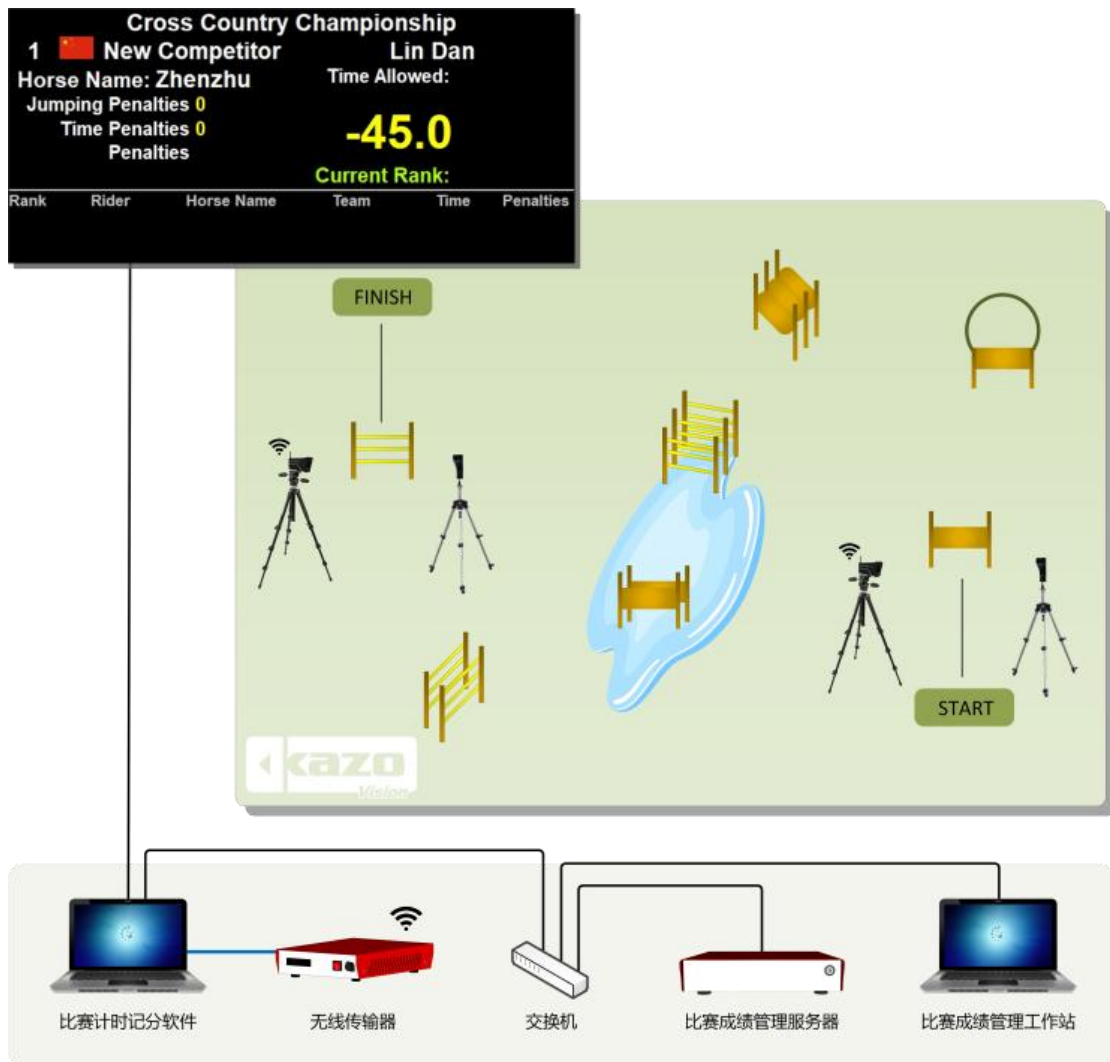 Cross Country Championship
1 New Competitor Lin Dan
Horse Name: Zhenzhu Time Allowed:
Jumping Penalties 0
Time Penalties 0 -45.0
Penalties
Current Rank:
Rank Rider Horse Name Team Time Penalties
FINISH
START
kazo
Vision
比赛计时记分软件 无线传输器 交换机 比赛成绩管理服务器 比赛成绩管理工作站